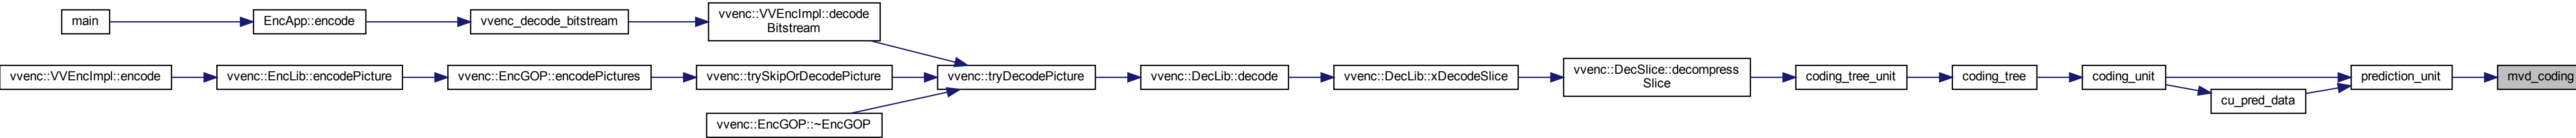 main
EncApp::encode
vvenc_decode_bitstream
vvenc::VVEncImpl::decode
Bitstream
vvenc::VVEncImpl::encode
vvenc::EncLib::encodePicture
vvenc::EncGOP::encodePictures
vvenc::trySkipOrDecodePicture
vvenc::EncGOP::~EncGOP
vvenc::tryDecodePicture
vvenc::DecLib::decode
vvenc::DecLib::xDecodeSlice
vvenc::DecSlice::decompress
Slice
coding_tree_unit
coding_tree
coding_unit
cu_pred_data
prediction_unit
mvd_coding